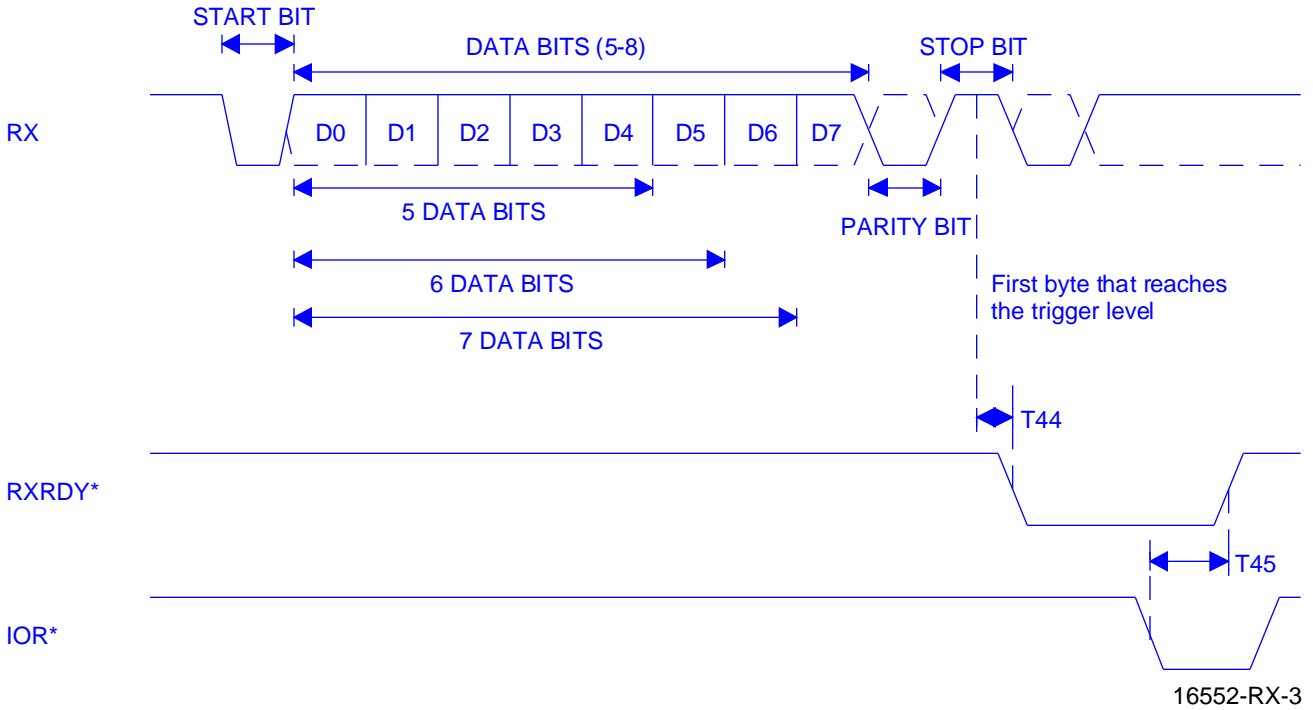 START BIT
DATA BITS (5-8)
STOP BIT
RX
D0 D1 D2 D3 D4 D5 D6 D7
5 DATA BITS
PARITY BIT
6 DATA BITS
First byte that reaches
the trigger level
7 DATA BITS
T44
RXRDY*
T45
IOR*
16552-RX-3